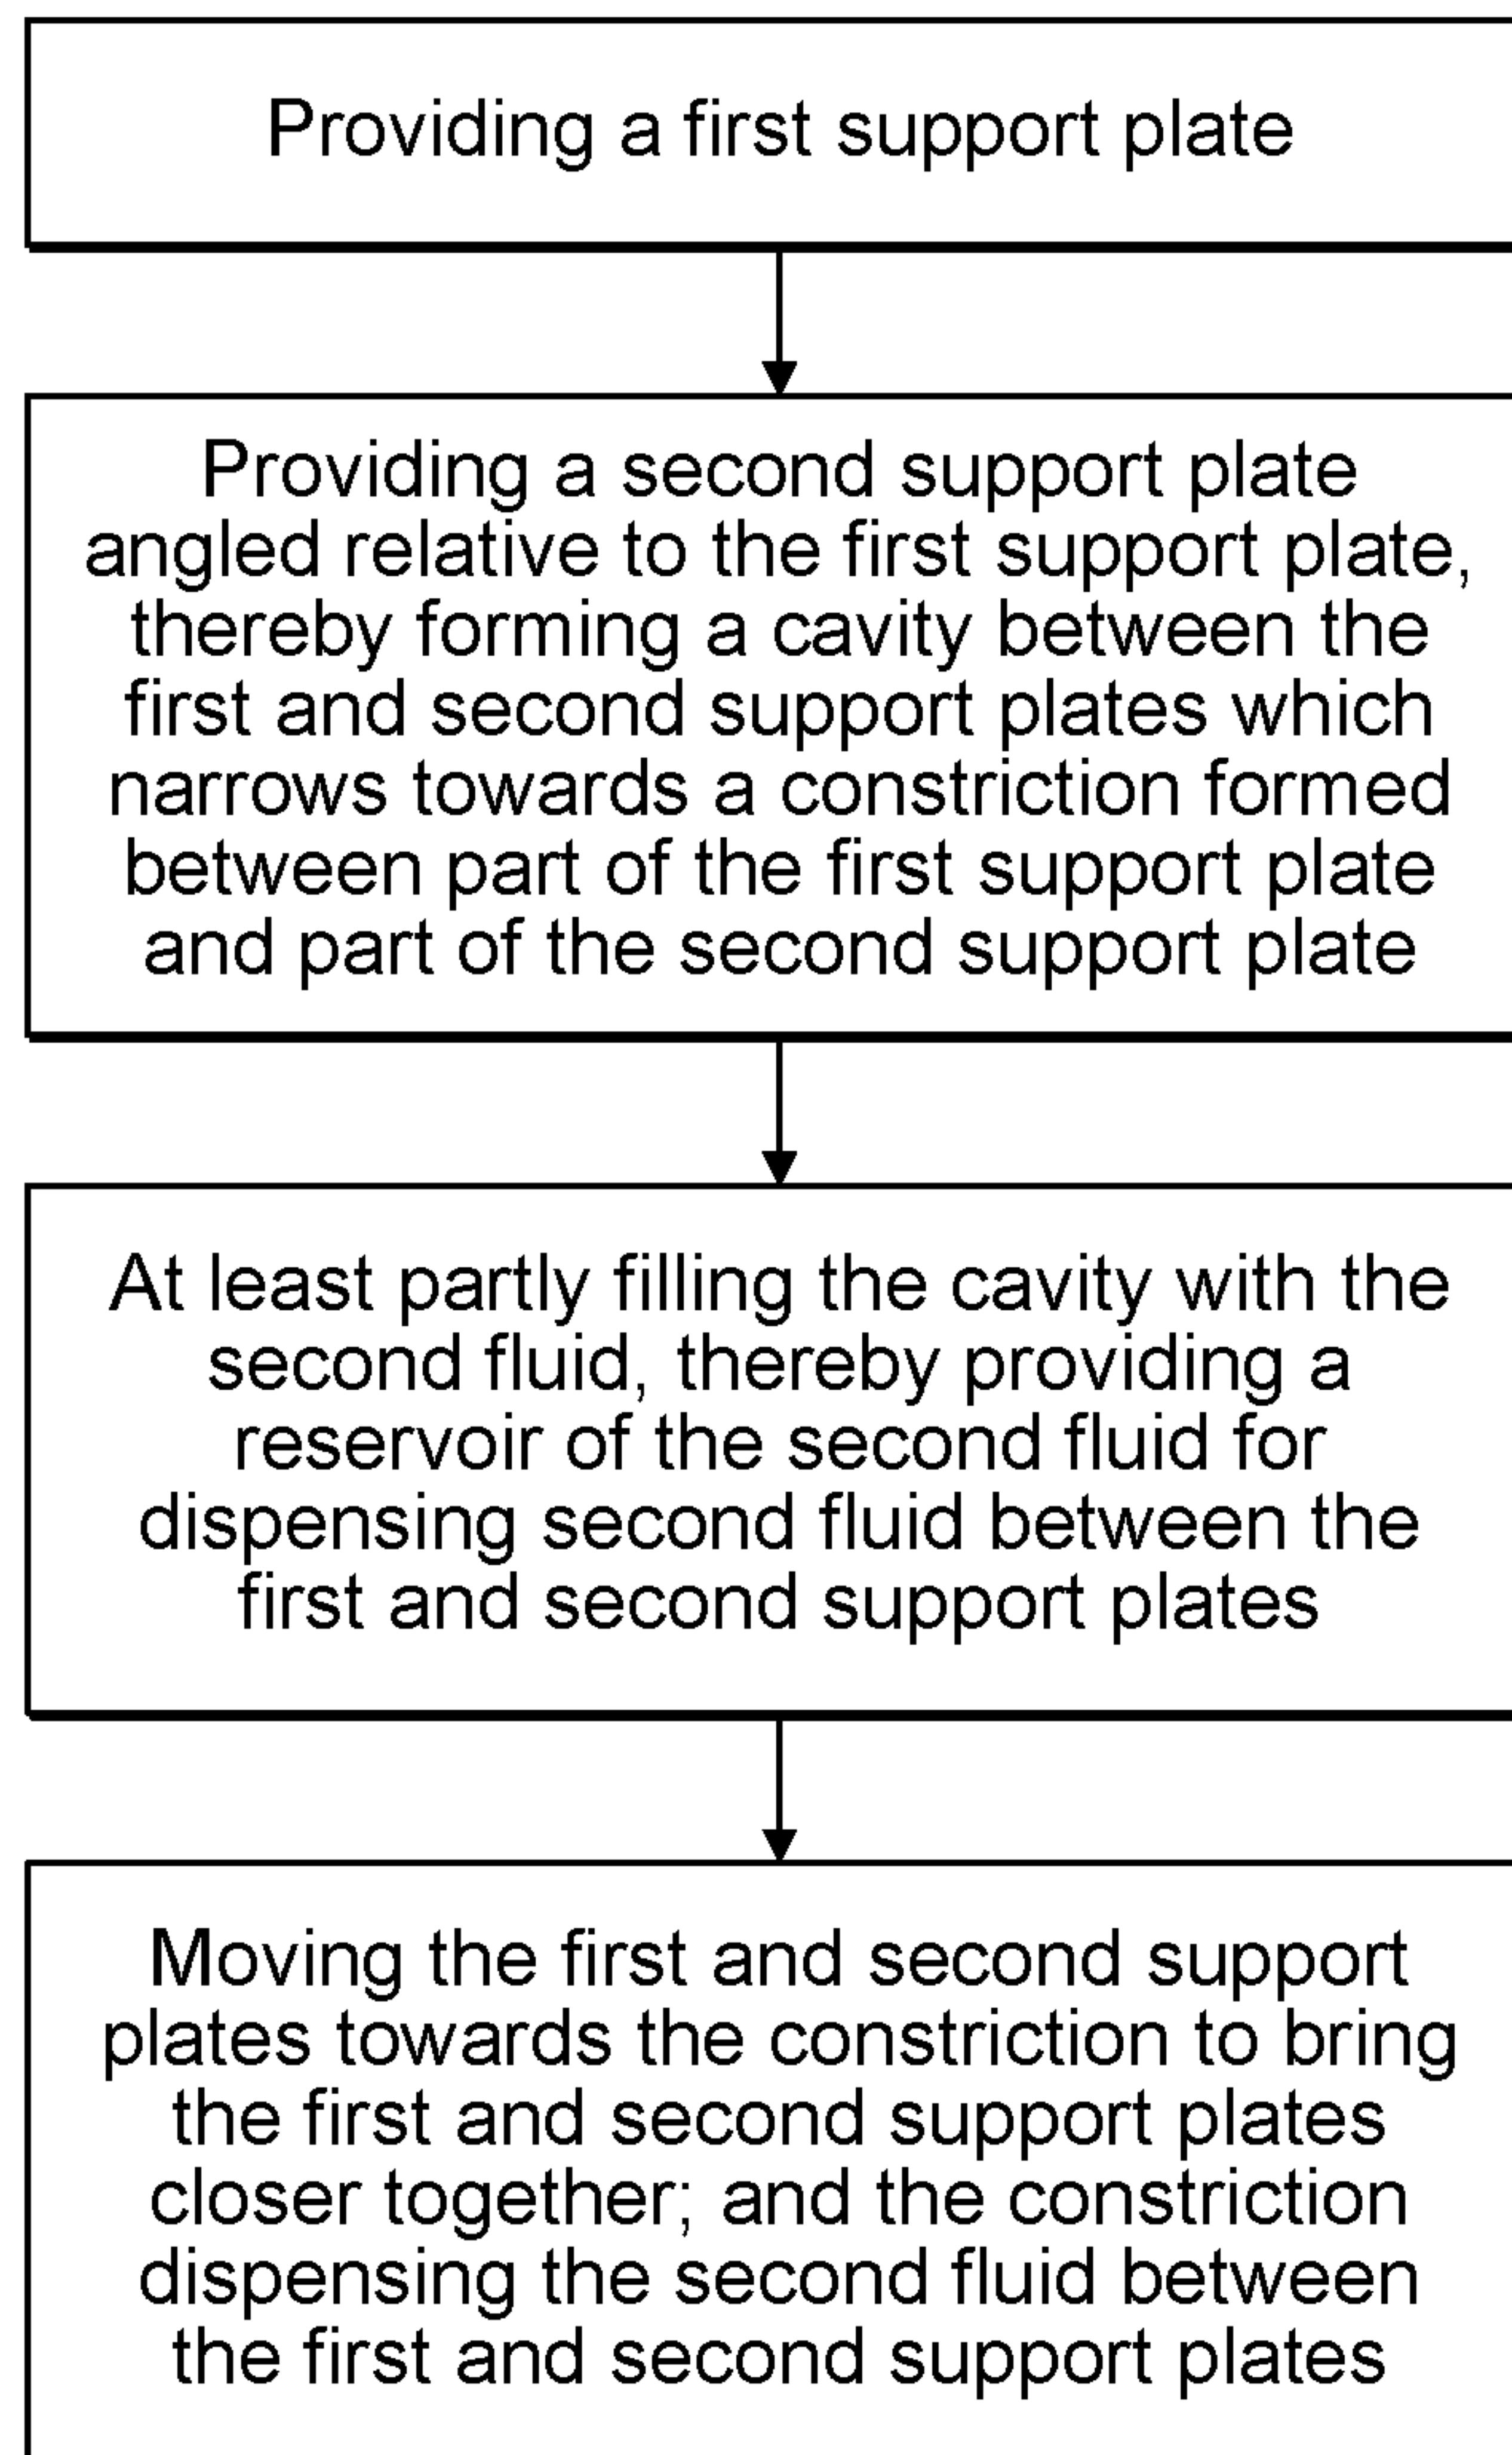 Providing a first support plate
Providing a second support plate
angled relative to the first support plate,
thereby forming a cavity between the
first and second support plates which
narrows towards a constriction formed
between part of the first support plate
and part of the second support plate
At least partly filling the cavity with the
second fluid, thereby providing a
reservoir of the second fluid for
dispensing second fluid between the
first and second support plates
Moving the first and second support
plates towards the constriction to bring
the first and second support plates
closer together; and the constriction
dispensing the second fluid between
the first and second support plates